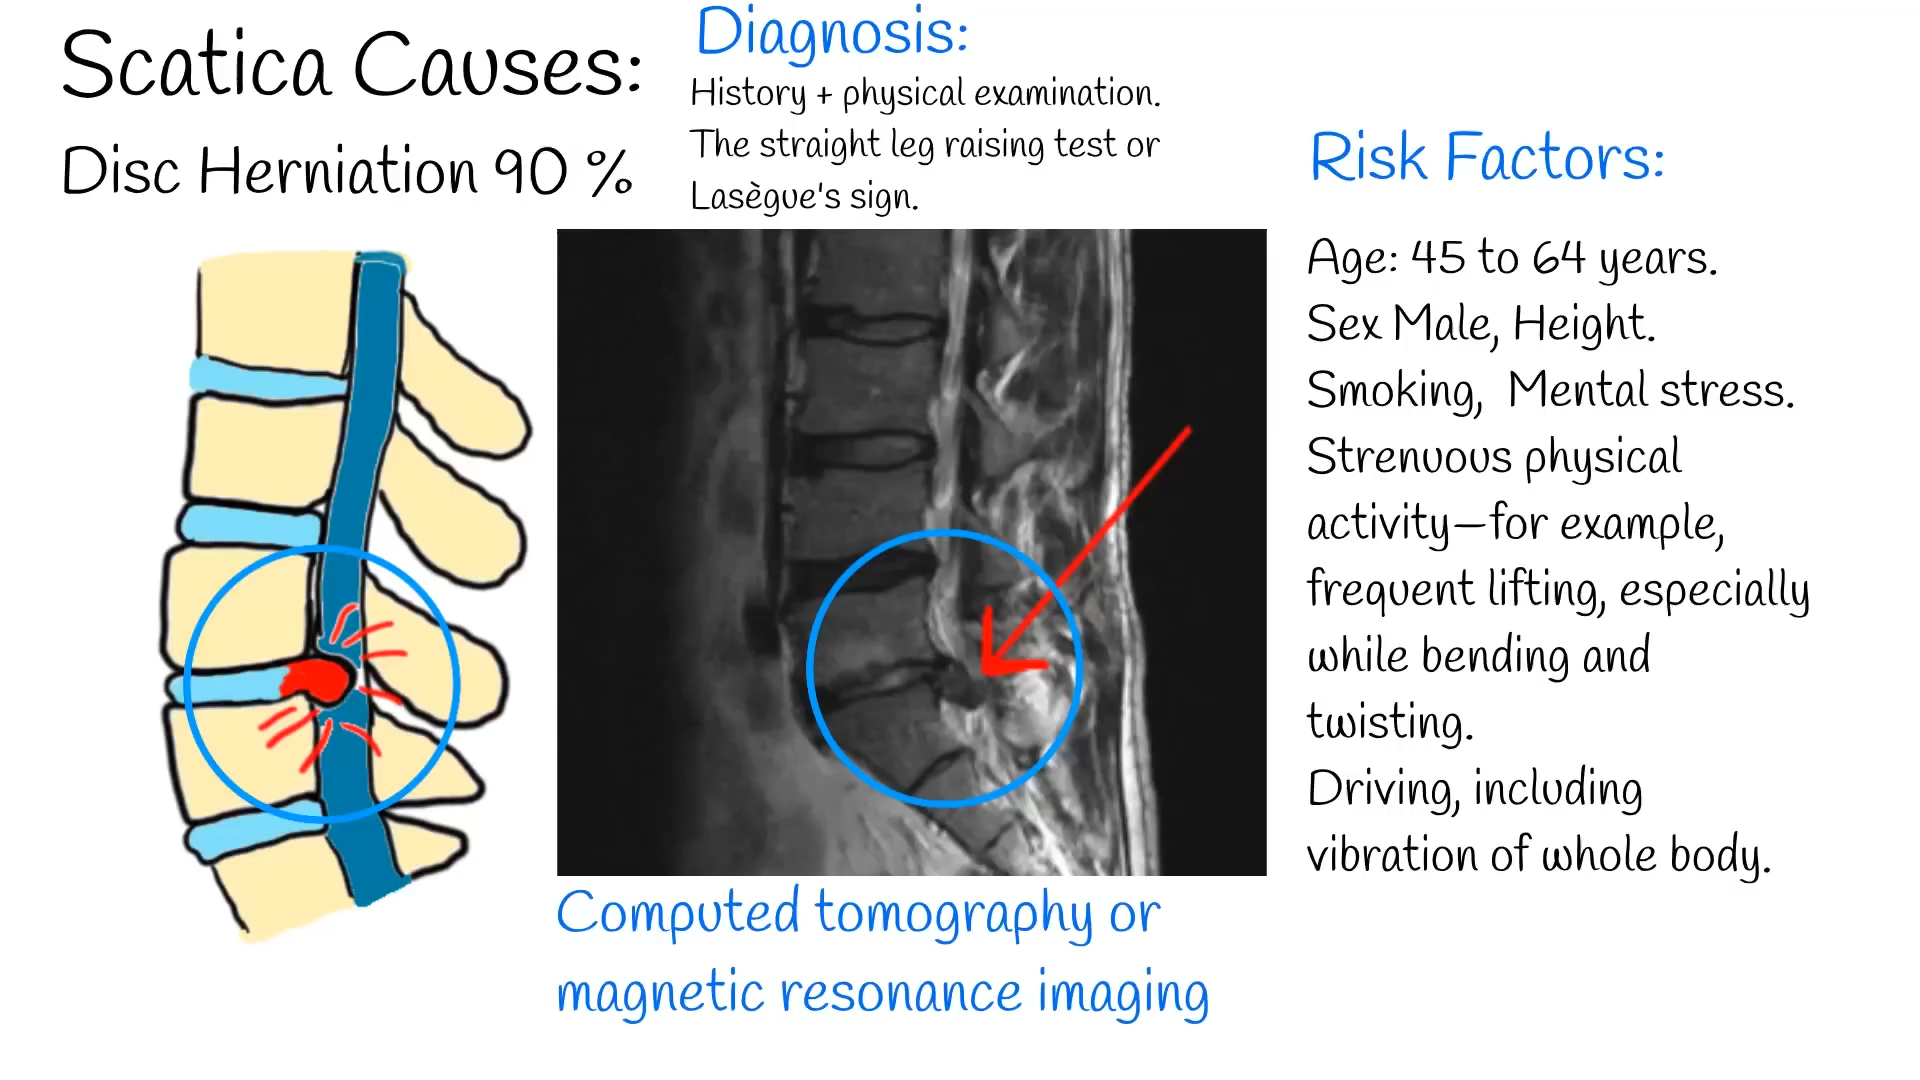 Scatica Causes:
Disc Herniation 90 %
Diagnosis:
History + physical examination.
The straight leg raising test or
Lasègue's sign.
Computed tomography or
magnetic resonance imaging
Risk Factors:
Age: 45 to 64 years.
Sex Male, Height.
Smoking, Mental stress.
Strenuous physical
activity—for example,
frequent lifting, especially
while bending and
twisting.
Driving, including
vibration of whole body.